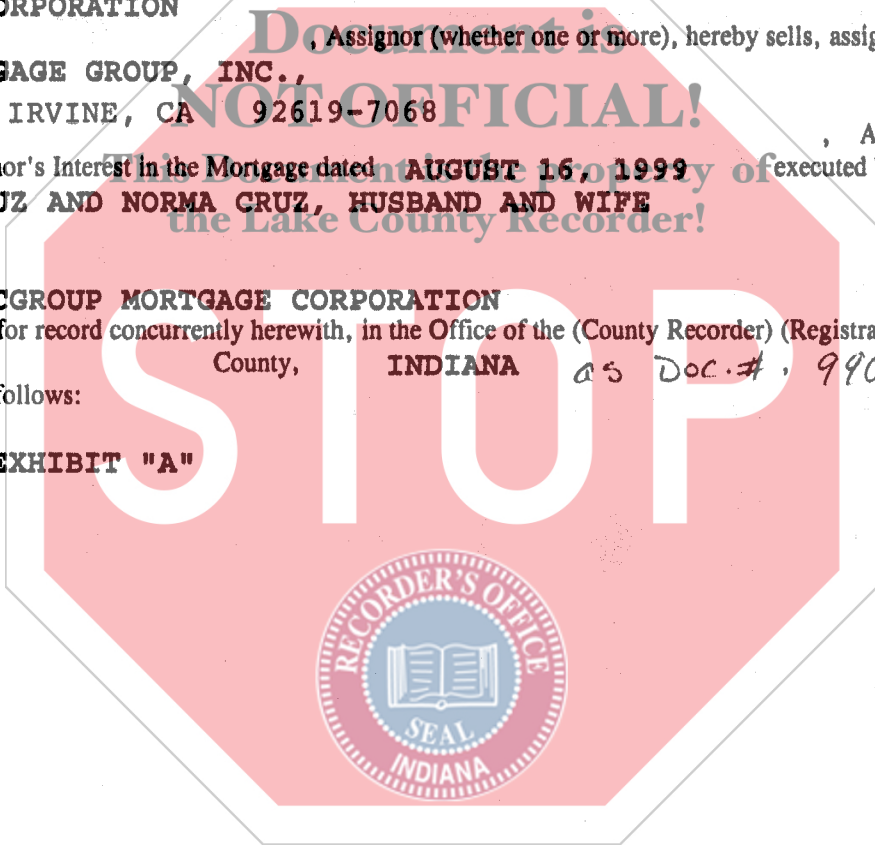 ORPORATION
Document is
, Assignor (whether one or more), hereby sells, assig
GAGE GROUP, INC.,
NOT OFFICIAL!
IRVINE, CA 92619-7068
, A
or's Interest in the Mortgage dated AUGUST 16, 1999 executed
This Document is the property of
UZ AND NORMA CRUZ, HUSBAND AND WIFE
the Lake County Recorder!
CGROUP MORTGAGE CORPORATION
for record concurrently herewith, in the Office of the (County Recorder) (Registra
County, INDIANA as Doc. #, 990
ollows:
EXHIBIT "A"
STOP
RECORDER'S OFFICE
SEAL
INDIANA